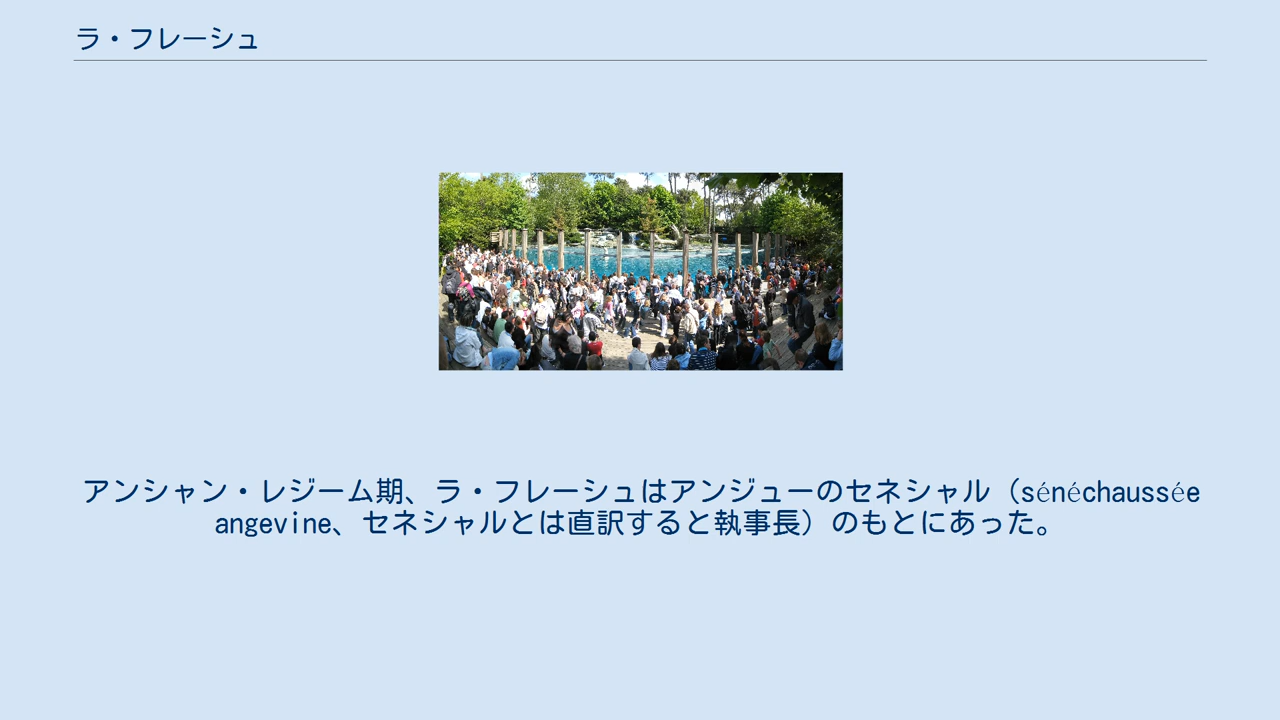 ラ・フレーシュ
アンシャン・レジーム期、ラ・フレーシュはアンジューのセネシャル（sénéchaussée
angevine、セネシャルとは直訳すると執事長）のもとにあった。